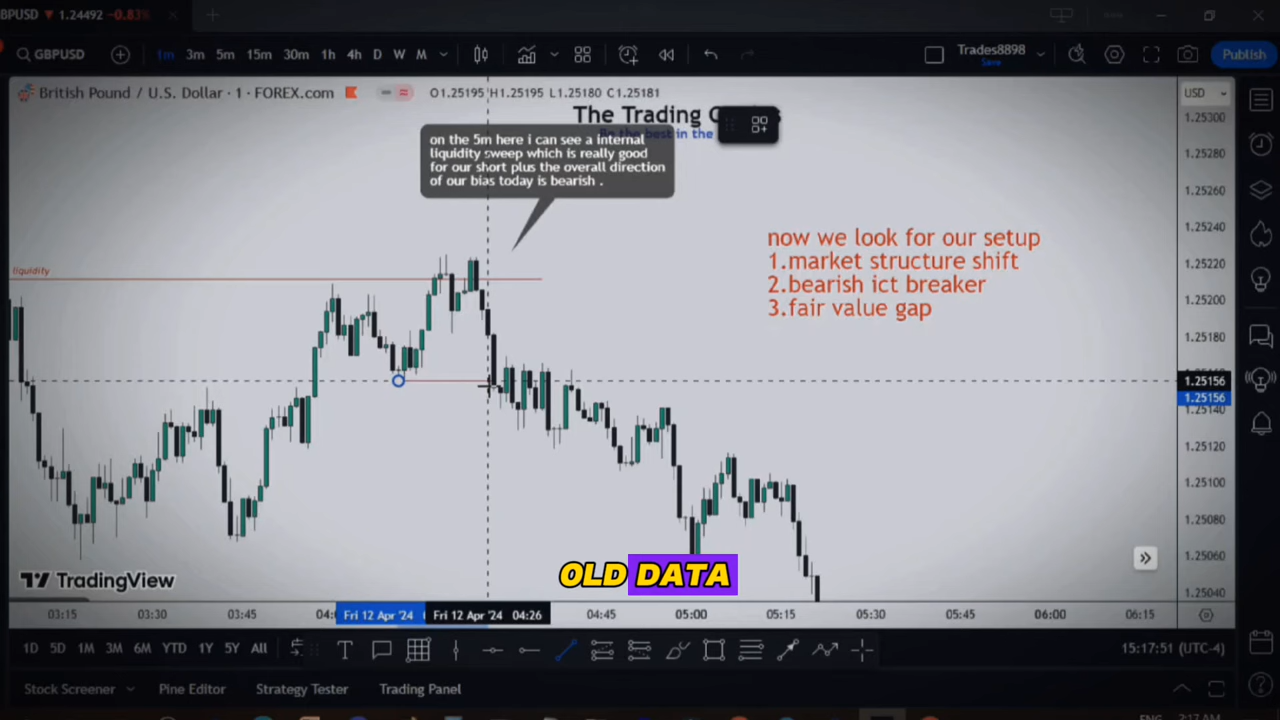 BPUSD 1.24492 -0.83%
GBPUSD 1m 3m 5m 15m 30m 1h 4h D W M Trades8898 Save Publish
British Pound / U.S. Dollar · 1 · FOREX.com O1.25195 H1.25195 L1.25180 C1.25181 USD
The Trading
Be the best in the
on the 5m here i can see a internal
liquidity sweep which is really good
for our short plus the overall direction
of our bias today is bearish .
now we look for our setup
1.market structure shift
2.bearish ict breaker
3.fair value gap
liquidity
1.25300
1.25280
1.25260
1.25240
1.25220
1.25200
1.25180
1.25156
1.25156
1.25140
1.25120
1.25100
1.25080
1.25060
1.25040
OLD DATA
TradingView
03:15 03:30 03:45 Fri 12 Apr '24 Fri 12 Apr '24 04:26 04:45 05:00 05:15 05:30 05:45 06:00 06:15
1D 5D 1M 3M 6M YTD 1Y 5Y All 15:17:51 (UTC-4)
Stock Screener Pine Editor Strategy Tester Trading Panel